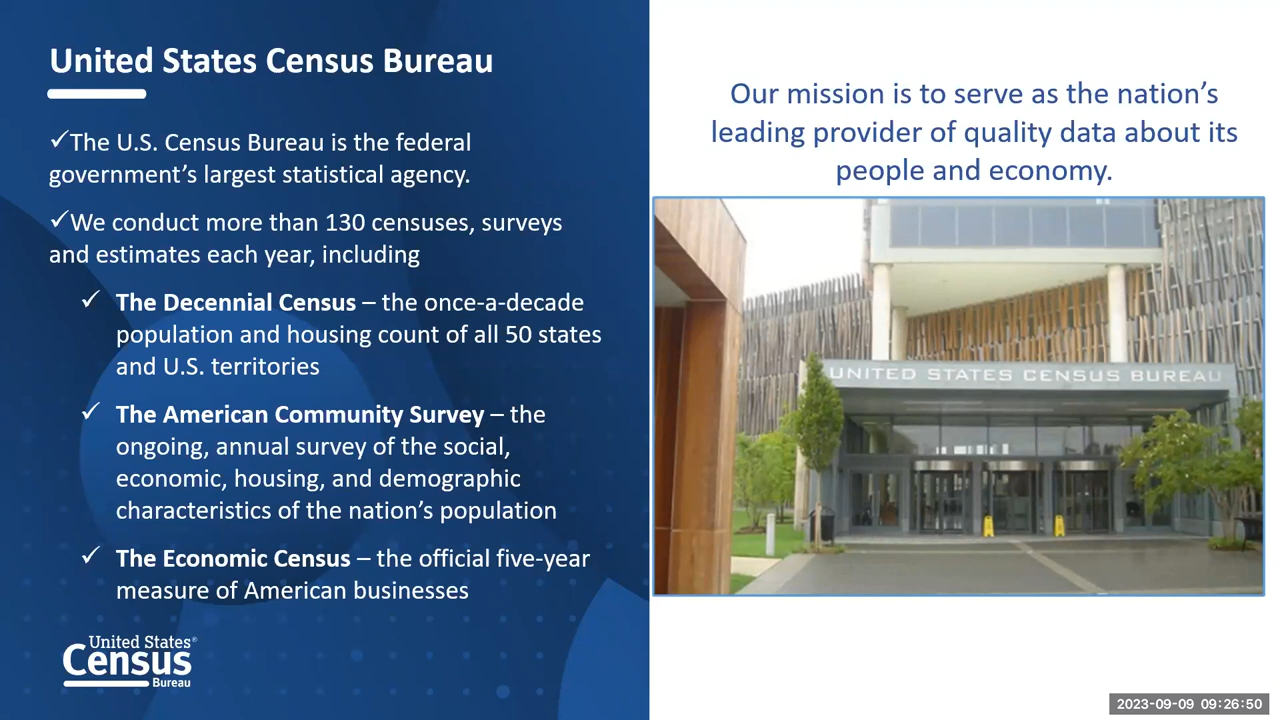 United States Census Bureau
✓The U.S. Census Bureau is the federal
government’s largest statistical agency.
✓We conduct more than 130 censuses, surveys
and estimates each year, including
✓ The Decennial Census – the once-a-decade
population and housing count of all 50 states
and U.S. territories
✓ The American Community Survey – the
ongoing, annual survey of the social,
economic, housing, and demographic
characteristics of the nation’s population
✓ The Economic Census – the official five-year
measure of American businesses
United States®
Census
Bureau
Our mission is to serve as the nation’s
leading provider of quality data about its
people and economy.
UNITED STATES CENSUS BUREAU
2023-09-09 09:26:50